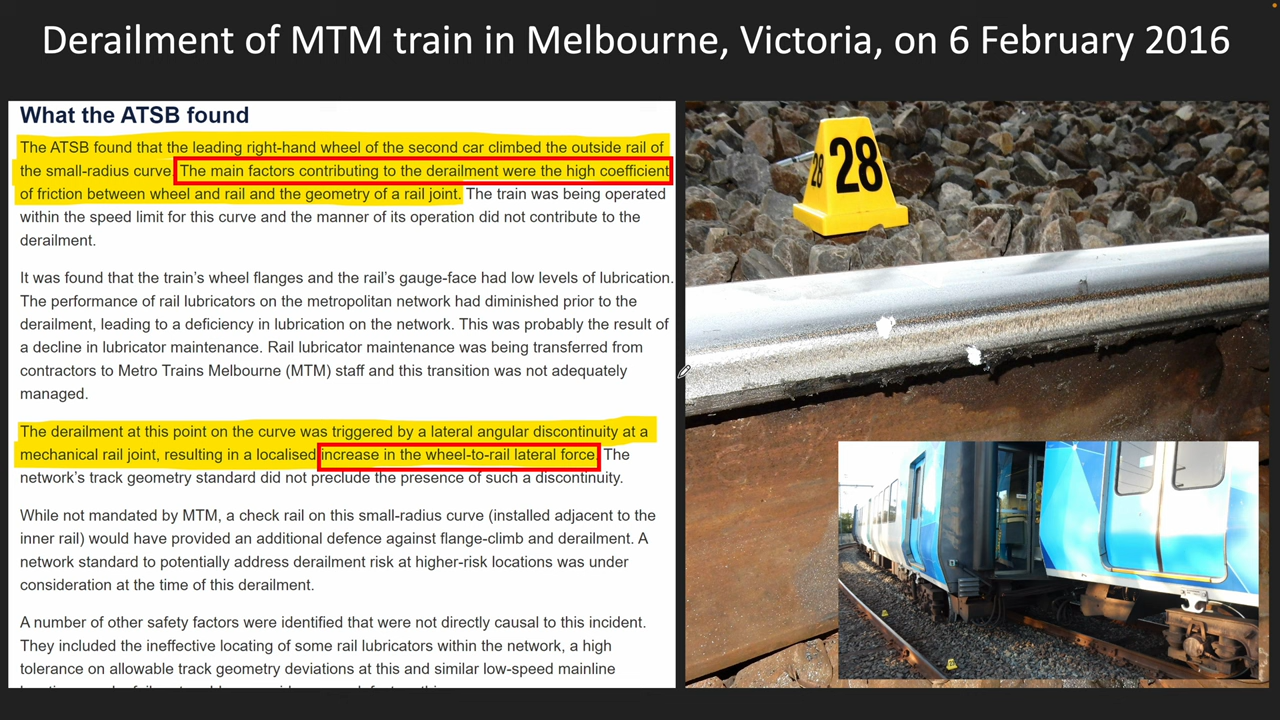 Derailment of MTM train in Melbourne, Victoria, on 6 February 2016
What the ATSB found
The ATSB found that the leading right-hand wheel of the second car climbed the outside rail of
the small-radius curve. The main factors contributing to the derailment were the high coefficient
of friction between wheel and rail and the geometry of a rail joint. The train was being operated
within the speed limit for this curve and the manner of its operation did not contribute to the
derailment.
It was found that the train's wheel flanges and the rail's gauge-face had low levels of lubrication.
The performance of rail lubricators on the metropolitan network had diminished prior to the
derailment, leading to a deficiency in lubrication on the network. This was probably the result of
a decline in lubricator maintenance. Rail lubricator maintenance was being transferred from
contractors to Metro Trains Melbourne (MTM) staff and this transition was not adequately
managed.
The derailment at this point on the curve was triggered by a lateral angular discontinuity at a
mechanical rail joint, resulting in a localised increase in the wheel-to-rail lateral force. The
network's track geometry standard did not preclude the presence of such a discontinuity.
While not mandated by MTM, a check rail on this small-radius curve (installed adjacent to the
inner rail) would have provided an additional defence against flange-climb and derailment. A
network standard to potentially address derailment risk at higher-risk locations was under
consideration at the time of this derailment.
A number of other safety factors were identified that were not directly causal to this incident.
They included the ineffective locating of some rail lubricators within the network, a high
tolerance on allowable track geometry deviations at this and similar low-speed mainline
28
28